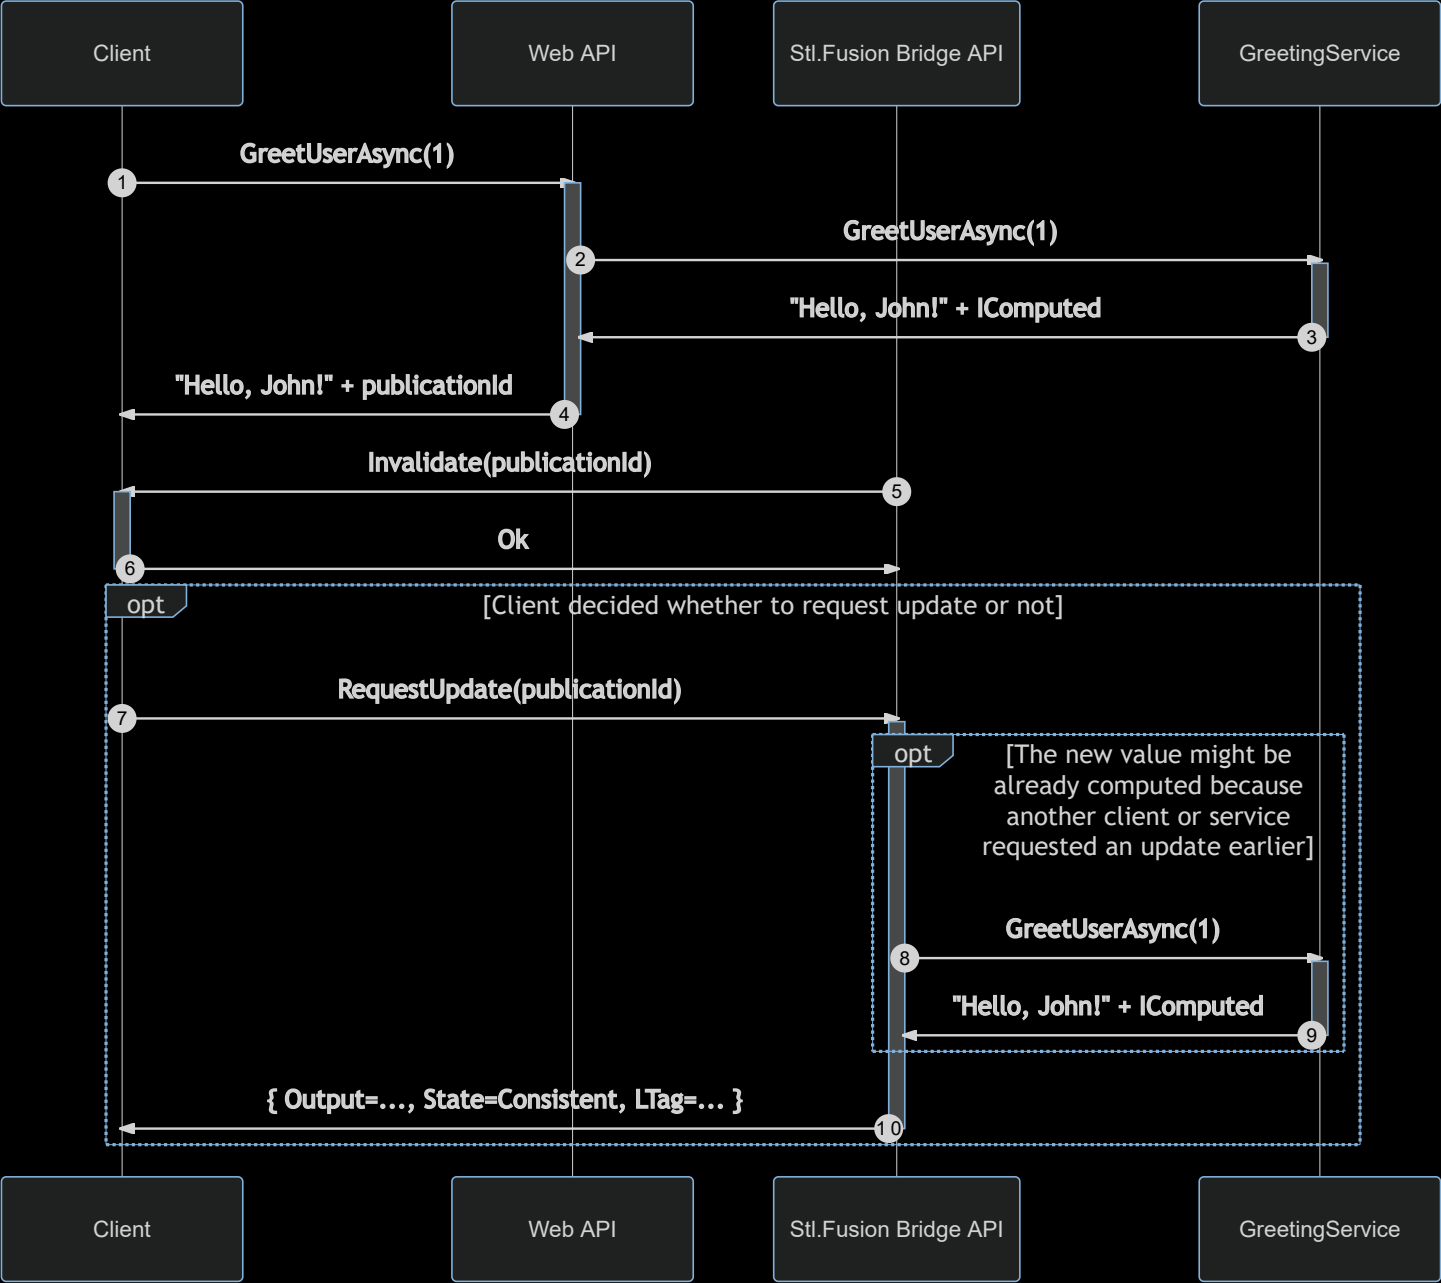 Client
Web API
Stl.Fusion Bridge API
GreetingService
GreetUserAsync(1)
1
GreetUserAsync(1)
2
"Hello, John!" + IComputed
3
"Hello, John!" + publicationId
4
Invalidate(publicationId)
5
Ok
6
opt
[Client decided whether to request update or not]
RequestUpdate(publicationId)
7
opt
[The new value might be
already computed because
another client or service
requested an update earlier]
GreetUserAsync(1)
8
"Hello, John!" + IComputed
9
{ Output=..., State=Consistent, LTag=... }
10
Client
Web API
Stl.Fusion Bridge API
GreetingService